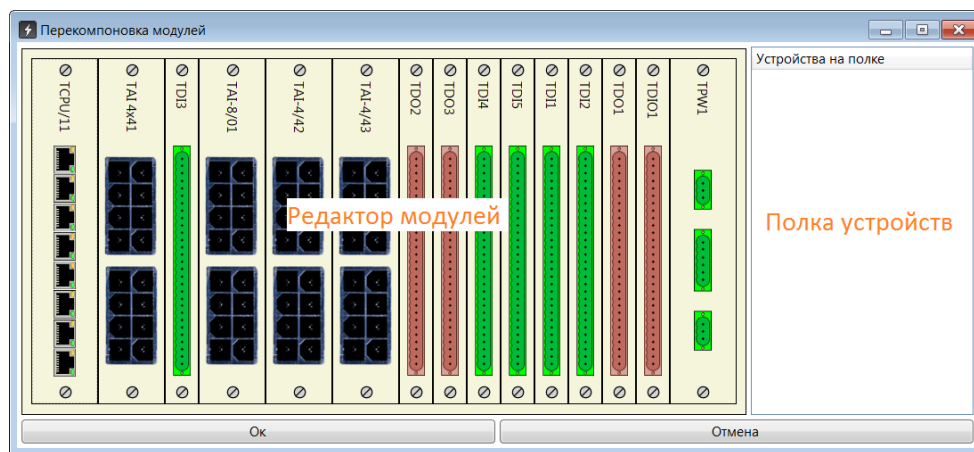 Перекомпоновка модулей
Устройства на полке
TCPU/11
TAI 4x41
TDI3
TAI-8/01
TAI-4/42
TAI-4/43
TDO2
TDO3
TDI4
TDI5
TDI1
TDI2
TDO1
TDIO1
TPW1
Редактор модулей
Полка устройств
Ок
Отмена